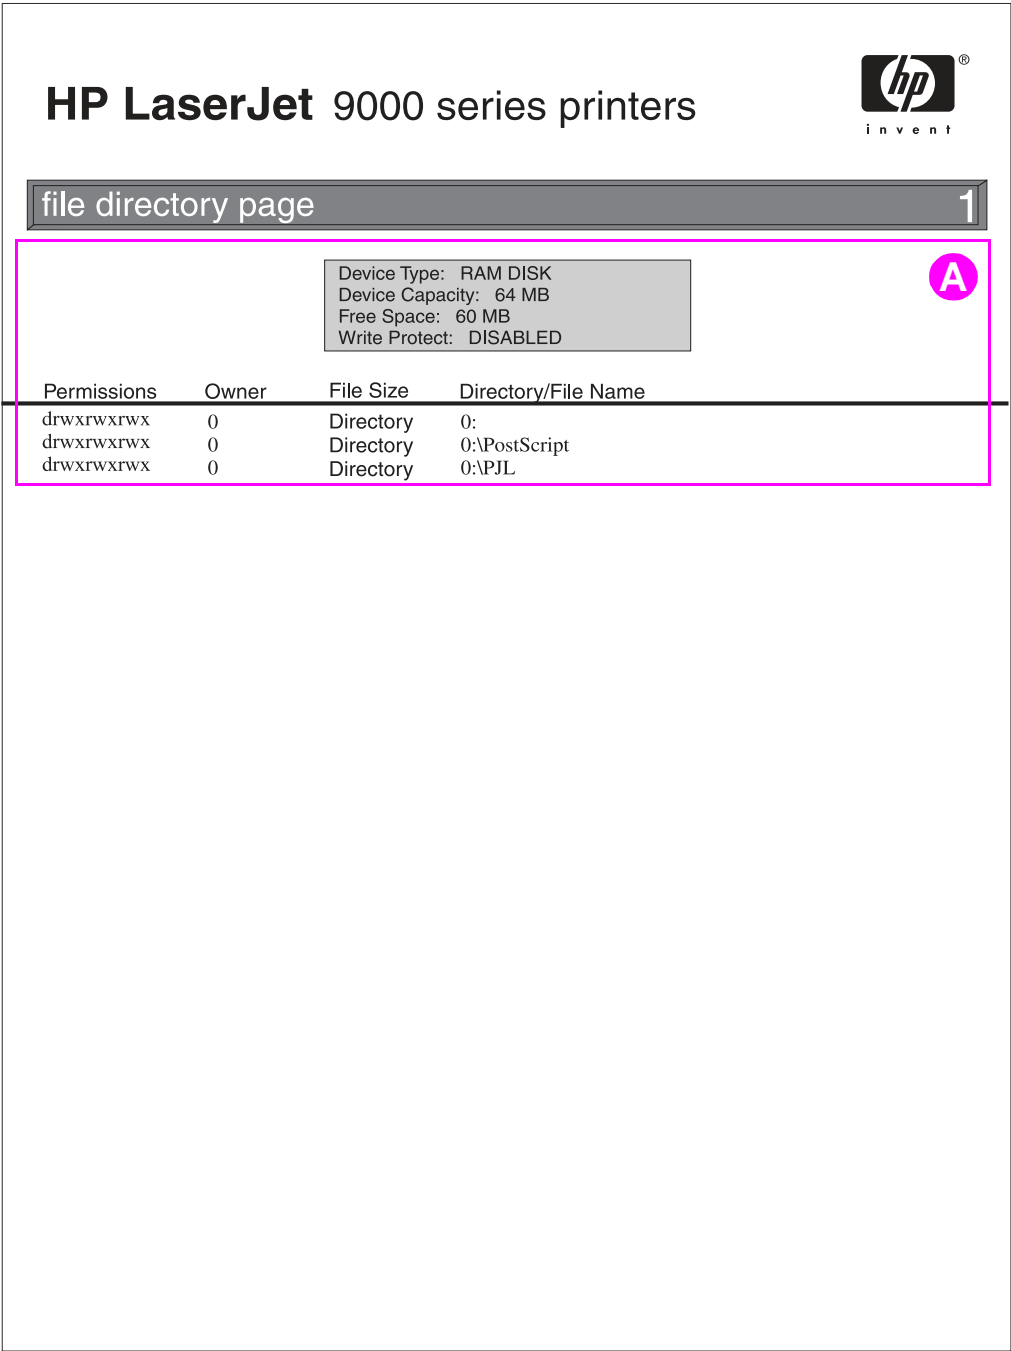 HP LaserJet 9000 series printers
hp®
invent
file directory page 1
A
Device Type: RAM DISK
Device Capacity: 64 MB
Free Space: 60 MB
Write Protect: DISABLED
Permissions Owner File Size Directory/File Name
drwxrwxrwx 0 Directory 0:
drwxrwxrwx 0 Directory 0:\PostScript
drwxrwxrwx 0 Directory 0:\PJL